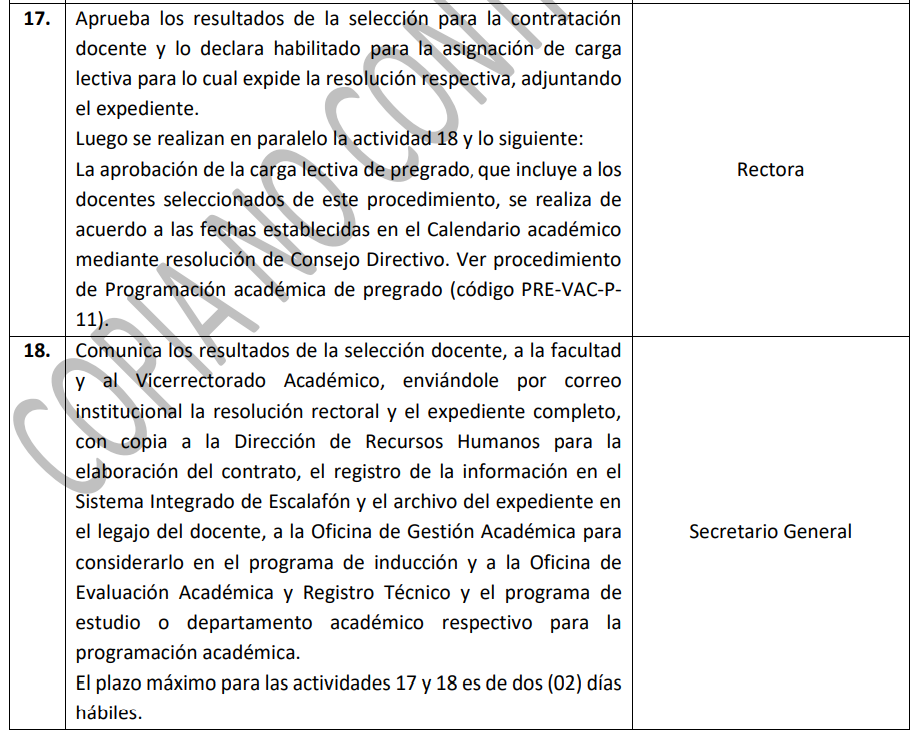 17. Aprueba los resultados de la selección para la contratación
docente y lo declara habilitado para la asignación de carga
lectiva para lo cual expide la resolución respectiva, adjuntando
el expediente.
Luego se realizan en paralelo la actividad 18 y lo siguiente:
La aprobación de la carga lectiva de pregrado, que incluye a los
docentes seleccionados de este procedimiento, se realiza de
acuerdo a las fechas establecidas en el Calendario académico
mediante resolución de Consejo Directivo. Ver procedimiento
de Programación académica de pregrado (código PRE-VAC-P-
11).
Rectora
18. Comunica los resultados de la selección docente, a la facultad
y al Vicerrectorado Académico, enviándole por correo
institucional la resolución rectoral y el expediente completo,
con copia a la Dirección de Recursos Humanos para la
elaboración del contrato, el registro de la información en el
Sistema Integrado de Escalafón y el archivo del expediente en
el legajo del docente, a la Oficina de Gestión Académica para
considerarlo en el programa de inducción y a la Oficina de
Evaluación Académica y Registro Técnico y el programa de
estudio o departamento académico respectivo para la
programación académica.
El plazo máximo para las actividades 17 y 18 es de dos (02) días
hábiles.
Secretario General
COPIA NO CONT